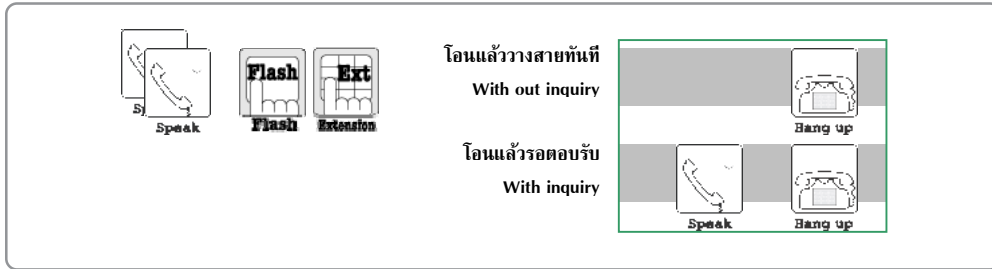 Speak
Flash
Flash
Ext
Extension
โอนแล้ววางสายทันที
With out inquiry
Hang up
โอนแล้วรอตอบรับ
With inquiry
Speak
Hang up